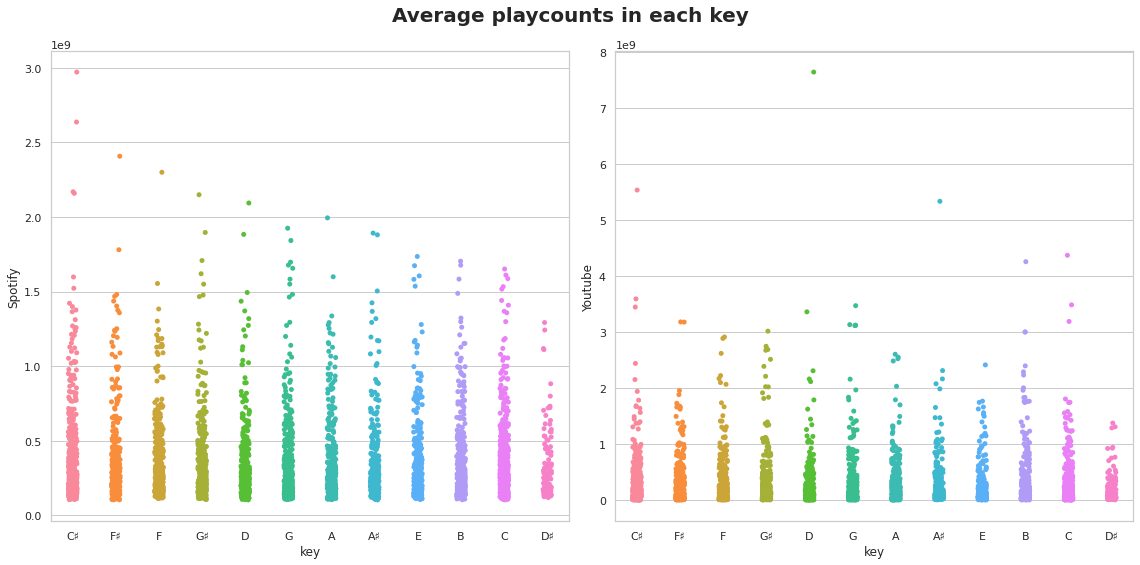 Average playcounts in each key
1e9
3.0
2.5
2.0
1.5
1.0
0.5
0.0
Spotify
C♯ F♯ F G♯ D G A A♯ E B C D♯
key
1e9
8
7
6
5
4
3
2
1
0
Youtube
C♯ F♯ F G♯ D G A A♯ E B C D♯
key